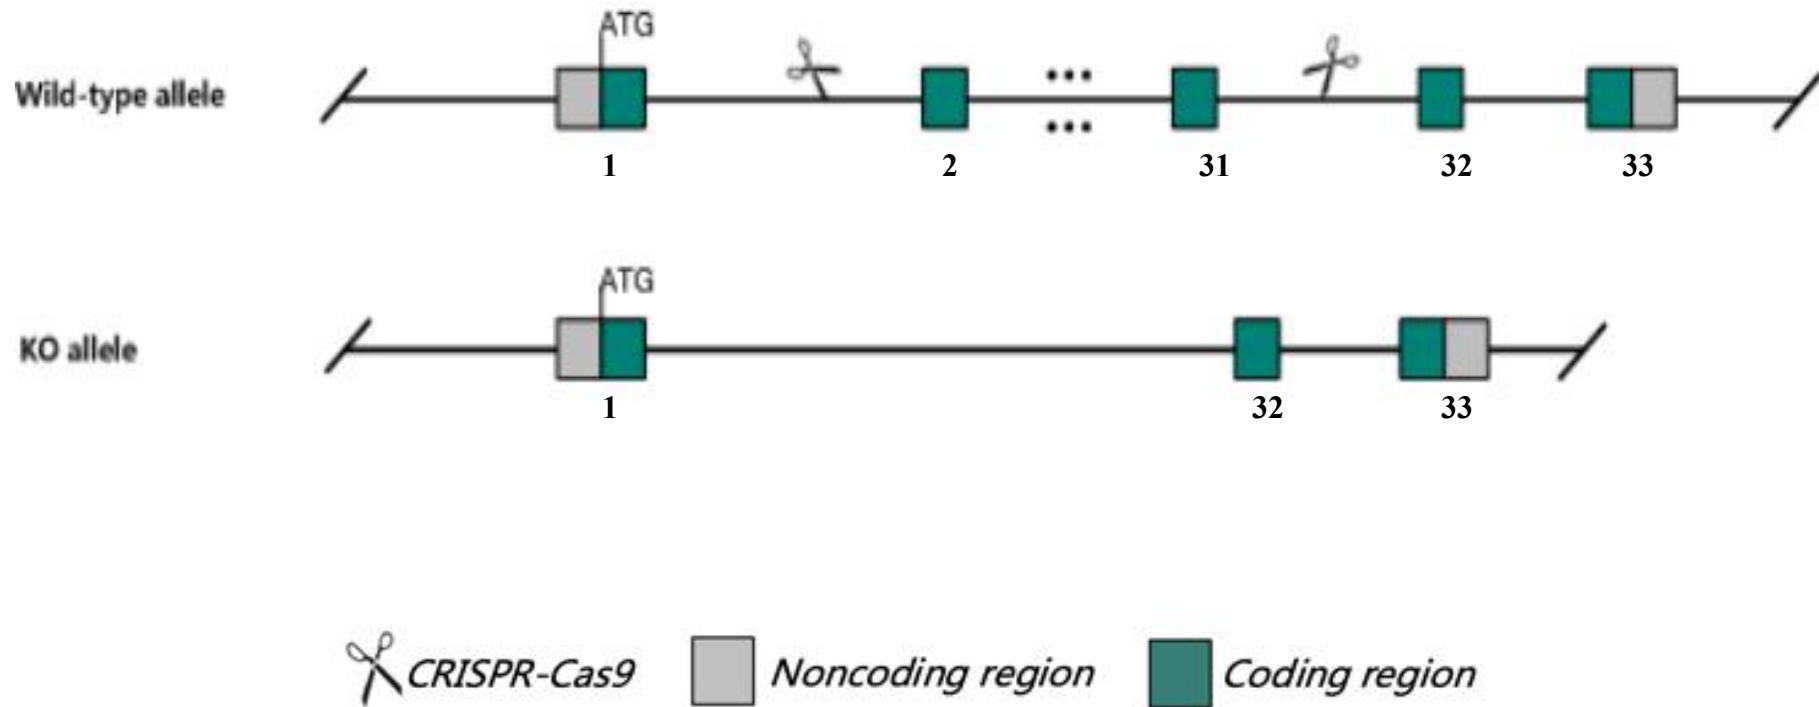 ATG
Wild-type allele
1 2 31 32 33
ATG
KO allele
1 32 33
CRISPR-Cas9 Noncoding region Coding region